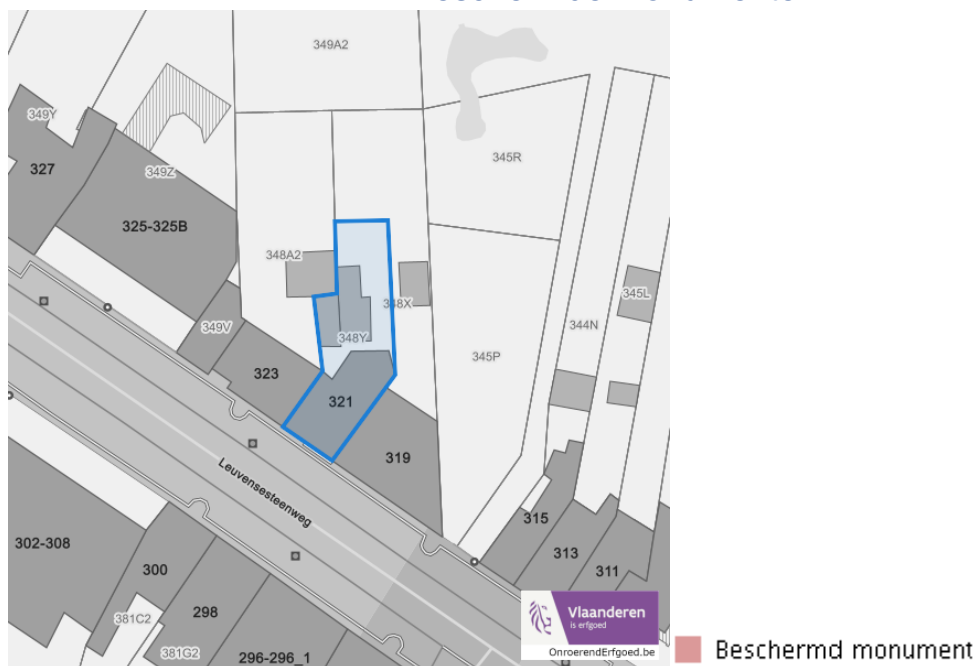 349A2
349Y
345R
327
349Z
325-325B
348A2
345L
348X
349V
344N
348Y
345P
323
321
319
Leuvensesteenweg
315
302-308
313
300
311
298
381C2
381G2
296-296_1
Vlaanderen
is erfgoed
OnroerendErfgoed.be
Beschermd monument